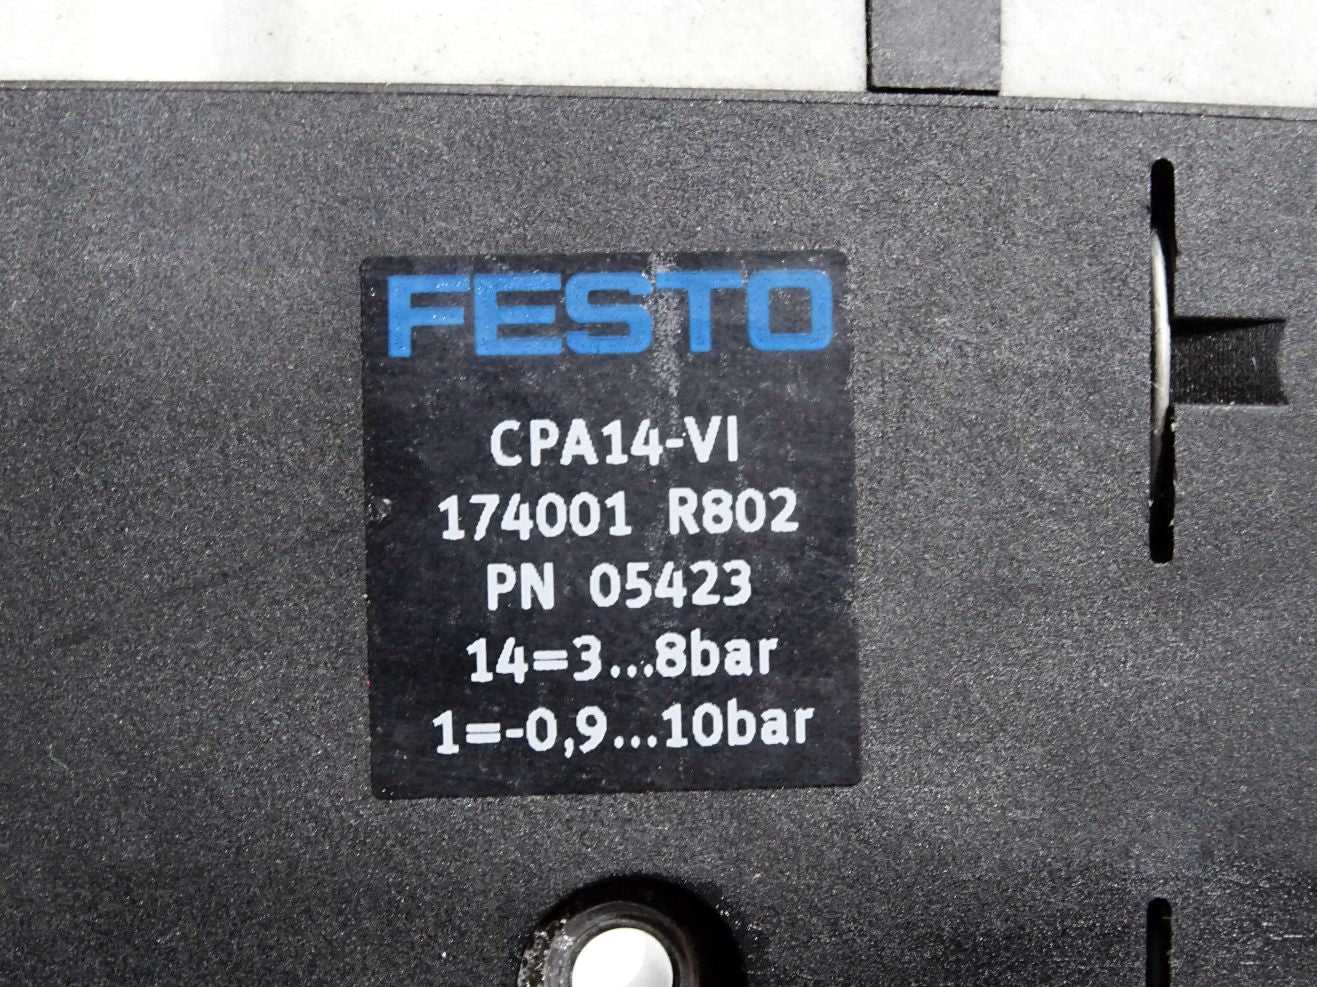 FESTO
CPA14-VI
174001 R802
PN 05423
14=3...8bar
1=-0,9...10bar